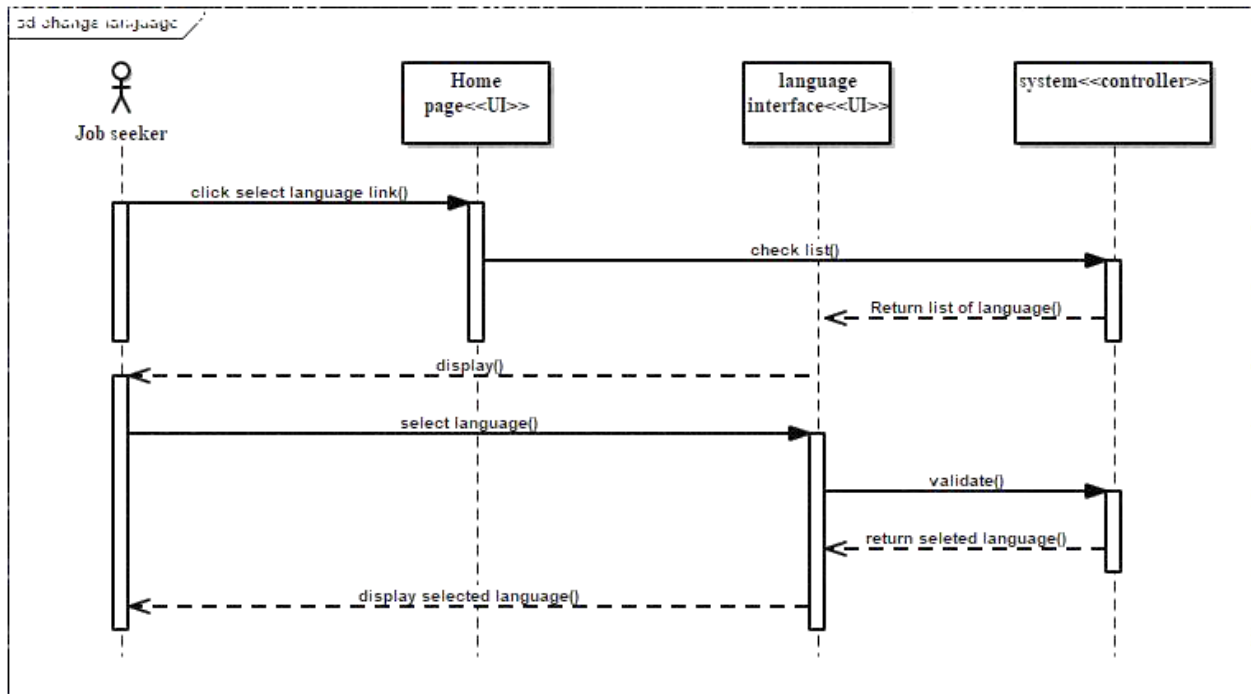 sd change language
Home
page<<UI>>
language
interface<<UI>>
system<<controller>>
Job seeker
click select language link()
check list()
Return list of language()
display()
select language()
validate()
return seleted language()
display selected language()